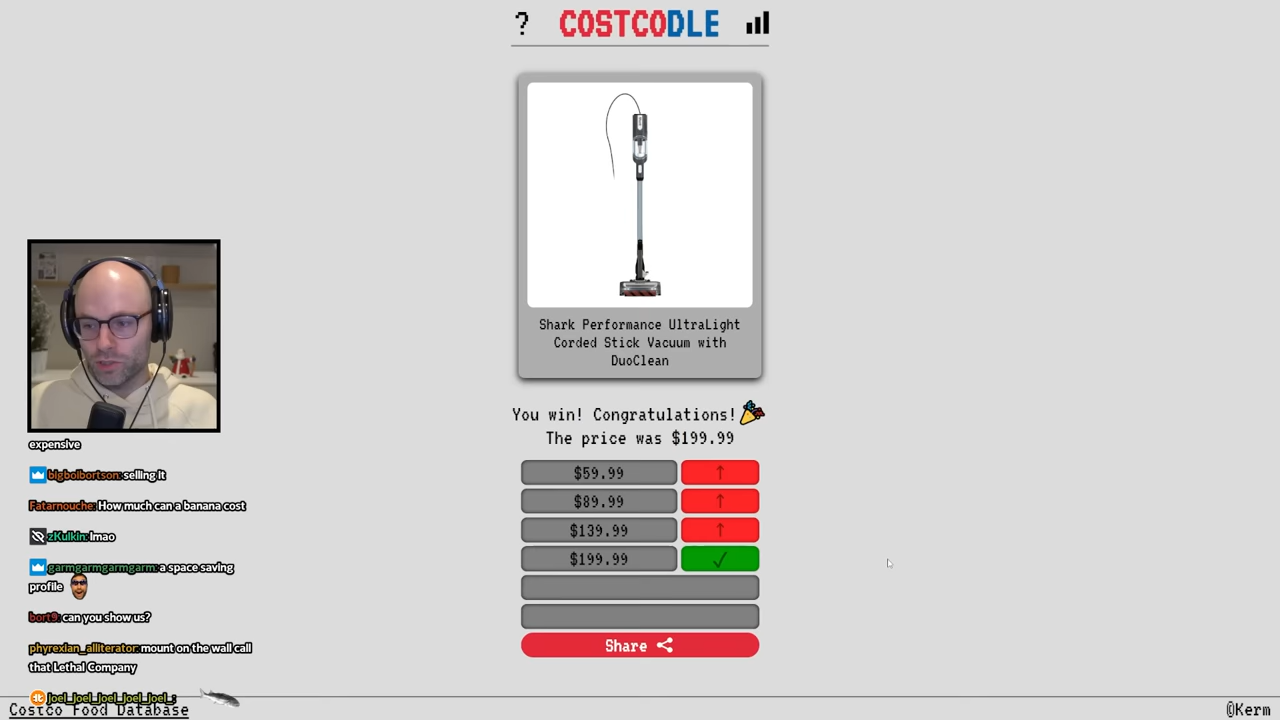 ?
COSTCODLE
Shark Performance UltraLight
Corded Stick Vacuum with
DuoClean
You win! Congratulations!
The price was $199.99
$59.99 ↑
$89.99 ↑
$139.99 ↑
$199.99 ✓
Share
expensive
bigboibortson: selling it
Fatarnouche: How much can a banana cost
zKulkin: lmao
garmgarmgarmgarm: a space saving
profile
bort9: can you show us?
phyrexian_alliterator: mount on the wall call
that Lethal Company
Joel_Joel_Joel_Joel_Joel_:
Costco Food Database
@Kerm